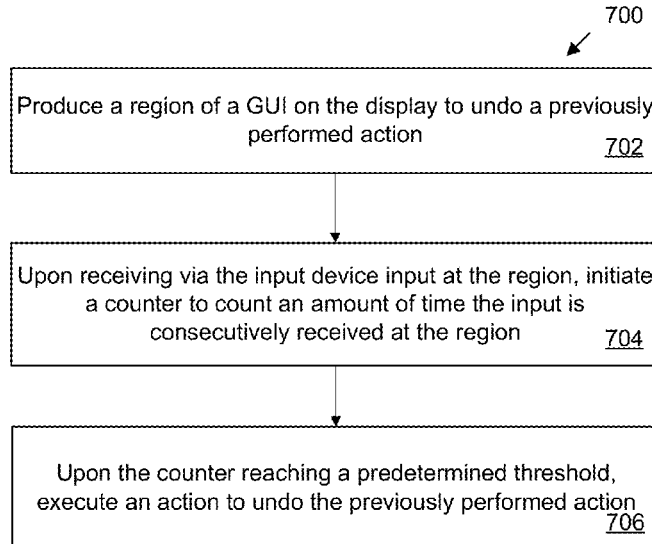 700
Produce a region of a GUI on the display to undo a previously
performed action
702
Upon receiving via the input device input at the region, initiate
a counter to count an amount of time the input is
consecutively received at the region
704
Upon the counter reaching a predetermined threshold,
execute an action to undo the previously performed action
706